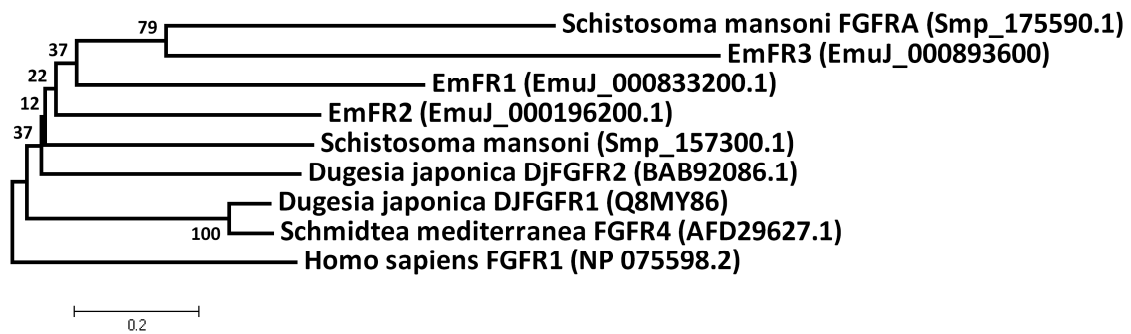 79
Schistosoma mansoni FGFRA (Smp_175590.1)
37
EmFR3 (EmuJ_000893600)
22
EmFR1 (EmuJ_000833200.1)
12
EmFR2 (EmuJ_000196200.1)
37
Schistosoma mansoni (Smp_157300.1)
Dugesia japonica DjFGFR2 (BAB92086.1)
Dugesia japonica DJFGFR1 (Q8MY86)
100
Schmidtea mediterranea FGFR4 (AFD29627.1)
Homo sapiens FGFR1 (NP 075598.2)
0.2